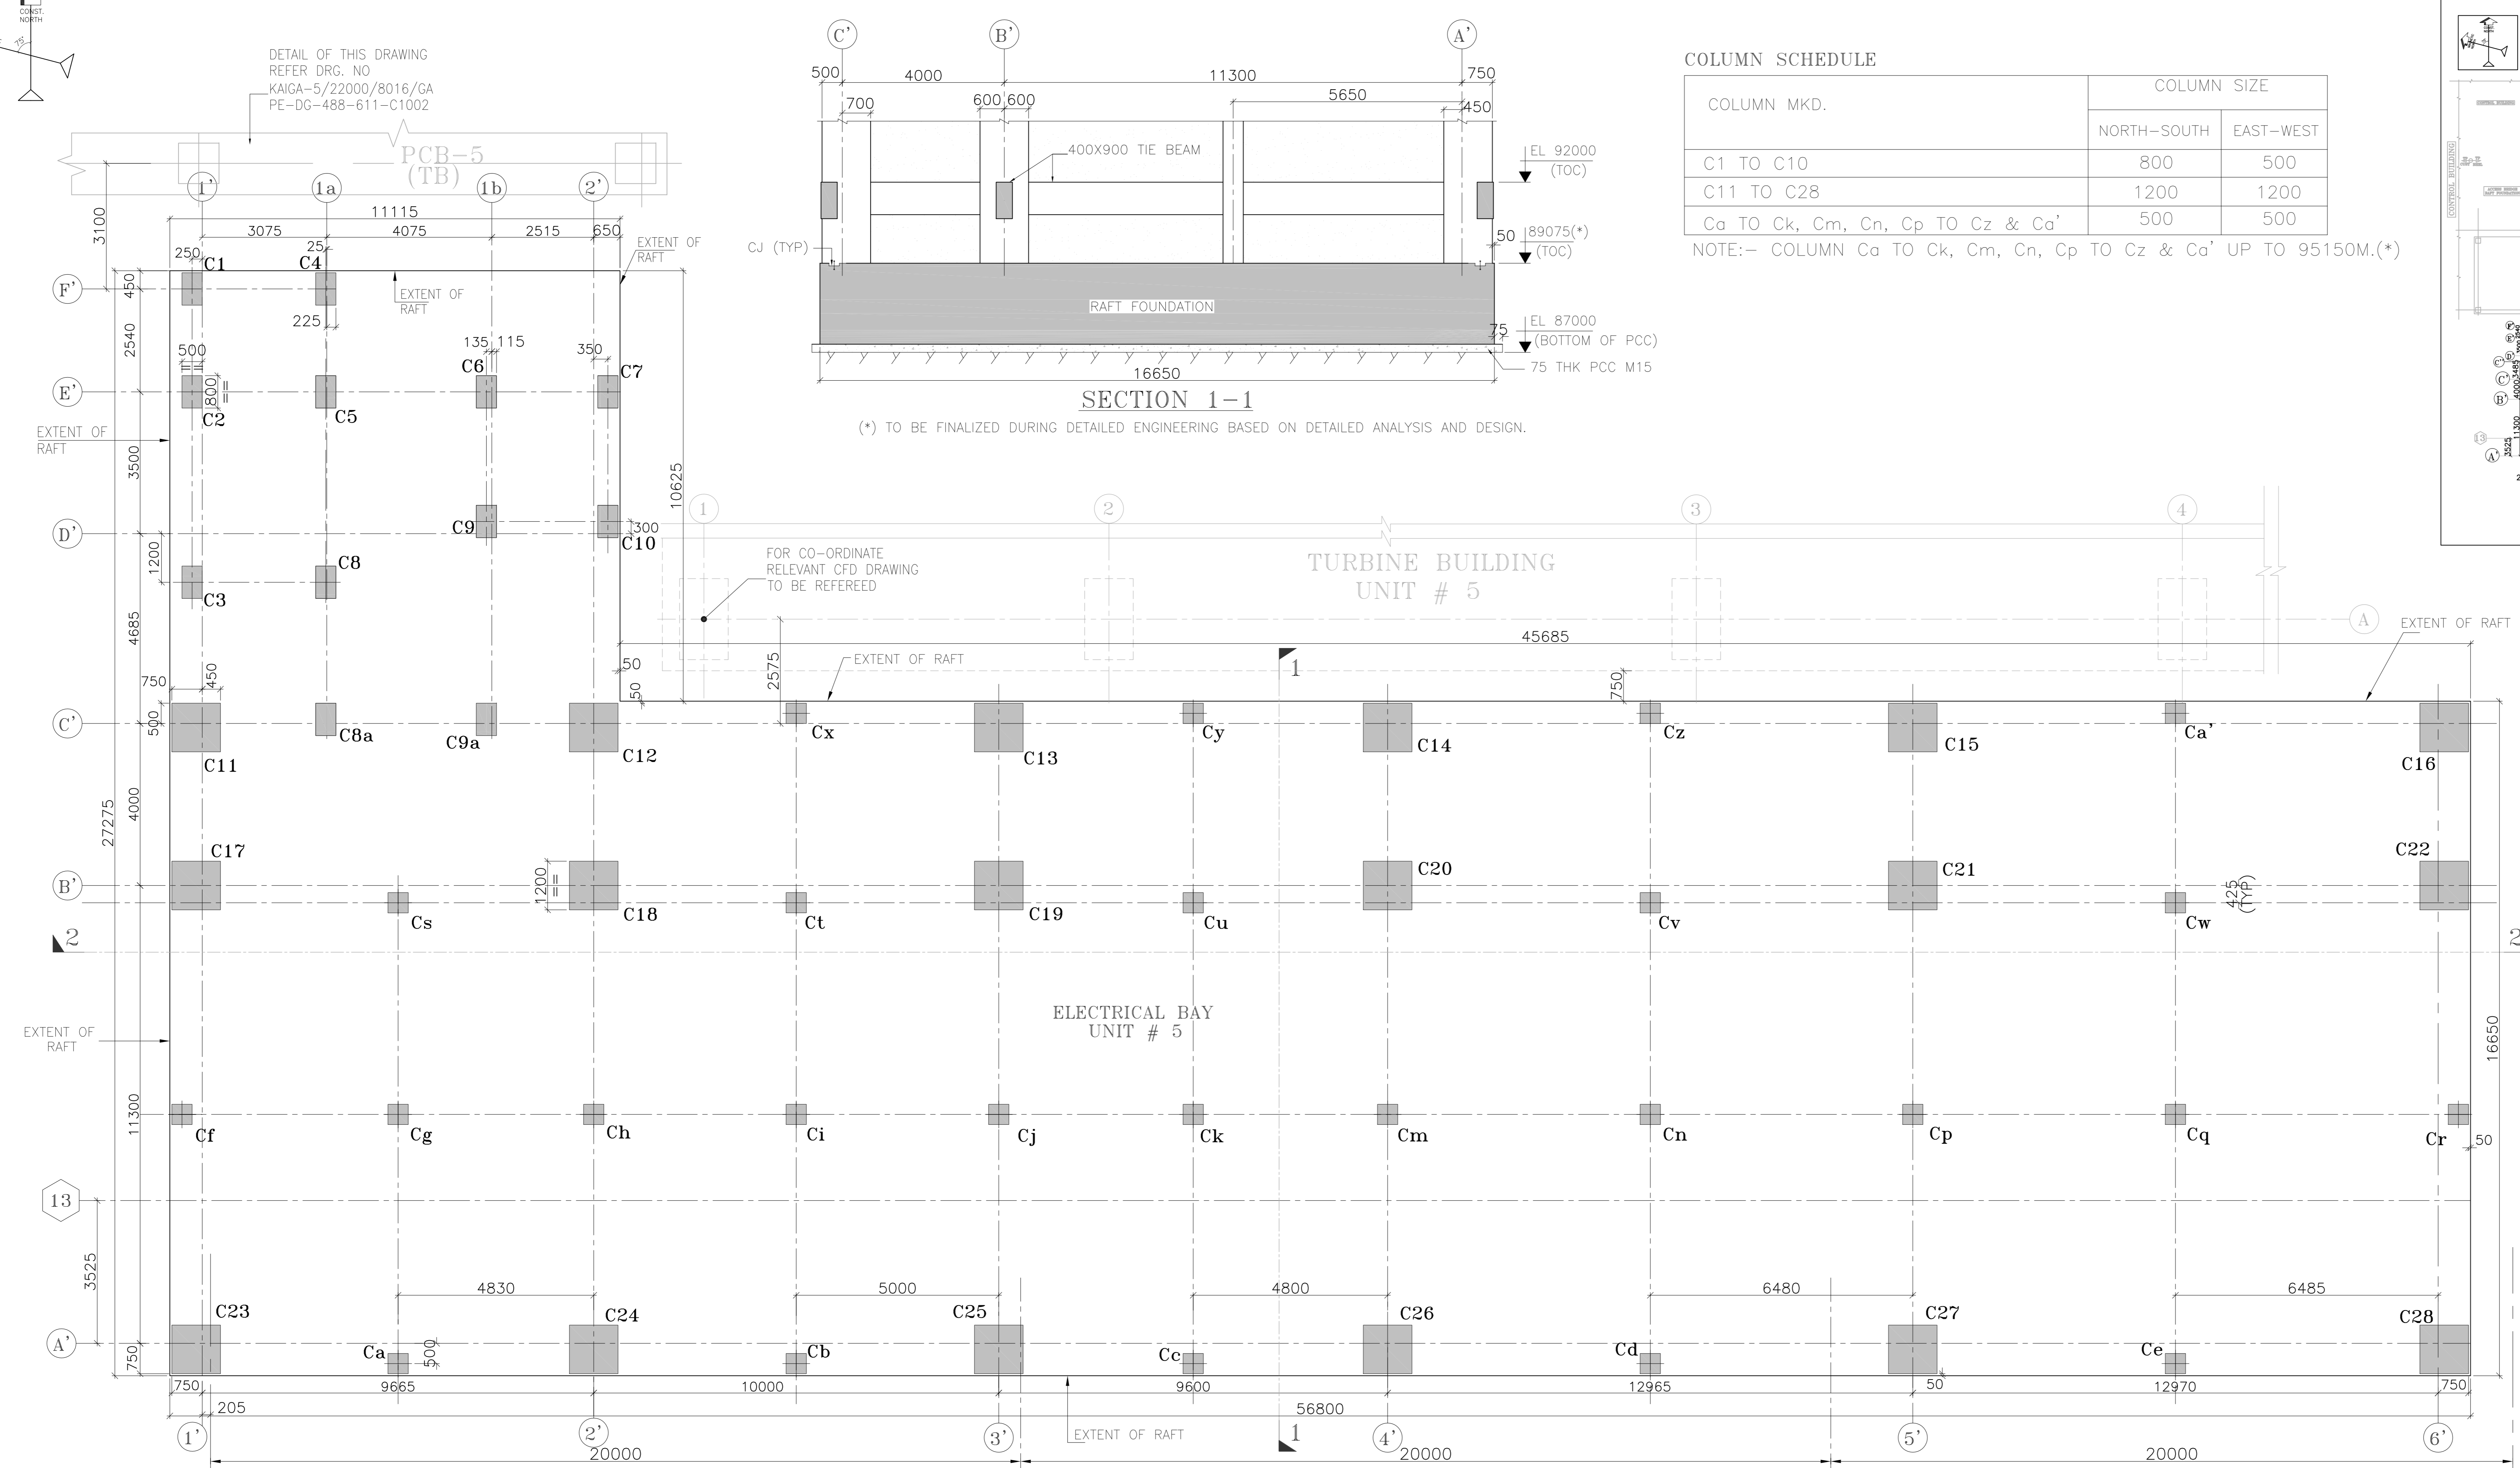 CONST.
NORTH
75°
DETAIL OF THIS DRAWING
REFER DRG. NO
KAIGA-5/22000/8016/GA
PE-DG-488-611-C1002
PCB-5
(TB)
1'
1a
1b
2'
3100
11115
3075
4075
2515
650
25
250
C1
C4
EXTENT OF
RAFT
F'
450
EXTENT OF
RAFT
225
2540
500
135
115
350
C6
C7
E'
800
C2
C5
EXTENT OF
RAFT
3500
10625
D'
C9
300
C10
1200
C8
C3
4685
750
450
500
C'
C11
C8a
C9a
C12
50
50
C'
B'
A'
500
4000
11300
750
700
600
600
5650
450
400X900 TIE BEAM
EL 92000
(TOC)
CJ (TYP)
50
89075(*)
(TOC)
RAFT FOUNDATION
75
EL 87000
(BOTTOM OF PCC)
75 THK PCC M15
16650
SECTION 1-1
(*) TO BE FINALIZED DURING DETAILED ENGINEERING BASED ON DETAILED ANALYSIS AND DESIGN.
COLUMN SCHEDULE
COLUMN MKD.
COLUMN SIZE
NORTH-SOUTH
EAST-WEST
C1 TO C10
800
500
C11 TO C28
1200
1200
Ca TO Ck, Cm, Cn, Cp TO Cz & Ca'
500
500
NOTE:- COLUMN Ca TO Ck, Cm, Cn, Cp TO Cz & Ca' UP TO 95150M.(*)
CONTROL BUILDING
CONTROL BUILDING
F'
E'
D'
C'
C'
B'
4000
3485
11300
13
3525
A'
1
2
3
4
FOR CO-ORDINATE
RELEVANT CFD DRAWING
TO BE REFEREED
TURBINE BUILDING
UNIT # 5
A
EXTENT OF RAFT
45685
2575
EXTENT OF RAFT
1
750
Cx
C13
Cy
C14
Cz
C15
Ca'
C16
27275
4000
C17
B'
1200
C18
Cs
Ct
C19
Cu
C20
Cv
C21
Cw
425
(TYP)
C22
2
2
ELECTRICAL BAY
UNIT # 5
EXTENT OF
RAFT
16650
11300
Cf
Cg
Ch
Ci
Cj
Ck
Cm
Cn
Cp
Cq
Cr
50
13
3525
4830
5000
4800
6480
6485
C23
C24
C25
C26
C27
C28
A'
Ca
500
Cb
Cc
Cd
Ce
750
750
9665
10000
9600
12965
50
12970
750
205
56800
1'
2'
3'
EXTENT OF RAFT
1
4'
5'
6'
20000
20000
20000